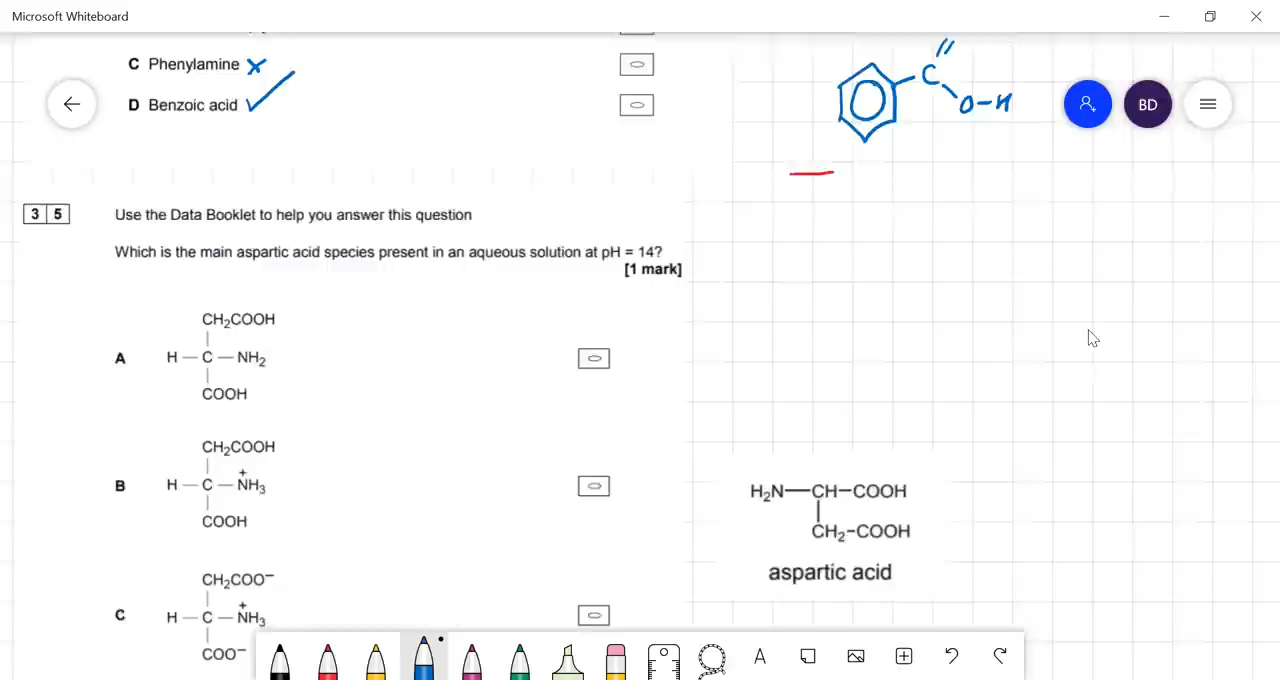 Microsoft Whiteboard
C Phenylamine
D Benzoic acid
C
O-H
BD
3 5 Use the Data Booklet to help you answer this question
Which is the main aspartic acid species present in an aqueous solution at pH = 14?
[1 mark]
CH₂COOH
A H — C — NH₂
COOH
CH₂COOH
B H — C — N⁺H₃
COOH
H₂N—CH–COOH
CH₂–COOH
aspartic acid
CH₂COO⁻
C H — C — N⁺H₃
COO⁻
A